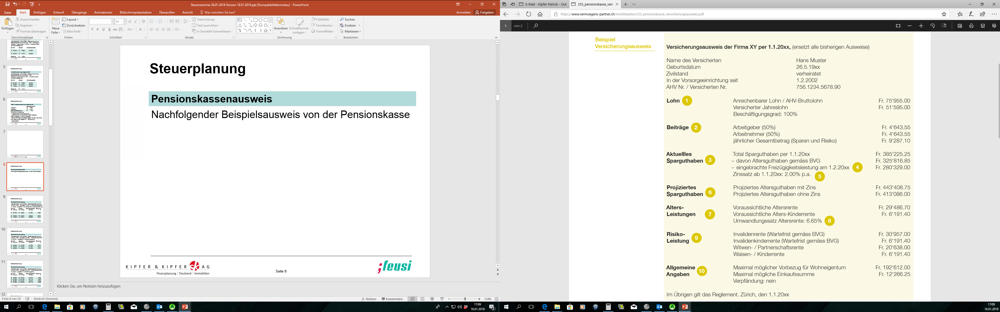 Steuerseminar 26.01.2018 Version 18.01.2018.ppt [Kompatibilitätsmodus] - PowerPoint
Datei Start Einfügen Entwurf Übergänge Animationen Bildschirmpräsentation Überprüfen Ansicht Was möchten Sie tun? Anmelden Freigeben
Einfügen
Ausschneiden
Kopieren
Format übertragen
Zwischenablage
Neue
Folie
Layout
Zurücksetzen
Abschnitt
Folien
24
F K U S abc AV Aa A
Schriftart
Textrichtung
Text ausrichten
In SmartArt konvertieren
Absatz
Anordnen
Schnellformat-
vorlagen
Fülleffekt
Formkontur
Formeffekte
Zeichnung
Suchen
Ersetzen
Markieren
Bearbeiten
5
6
7
8
9
10
11
12
Steuerplanung
Pensionskassenausweis
Nachfolgender Beispielsausweis von der Pensionskasse
KIPFER & KIPFER SK AG
Finanzplanung | Treuhand | Immobilien
Seite 8
;feusi
Klicken Sie, um Notizen hinzuzufügen
Folie 8 von 34 Deutsch (Schweiz) Notizen Kommentare 124%
17:09
18.01.2018
E-Mail - Kipfer Patrick - Out
253_pensionskasse_vers
https://www.vermoegens-partner.ch/merkblaetter/253_pensionskasse_versicherungsausweis.pdf
1 von 2
Beispiel
Versicherungsausweis
Versicherungsausweis der Firma XY per 1.1.20xx, (ersetzt alle bisherigen Ausweise)
Name des Versicherten Hans Muster
Geburtsdatum 26.5.19xx
Zivilstand verheiratet
In der Vorsorgeeinrichtung seit 1.2.2002
AHV Nr. / Versicherten Nr. 756.1234.5678.90
Lohn 1 Anrechenbarer Lohn / AHV-Bruttolohn Fr. 75'955.00
Versicherter Jahreslohn Fr. 51'595.00
Beschäftigungsgrad: 100%
Beiträge 2 Arbeitgeber (50%) Fr. 4'643.55
Arbeitnehmer (50%) Fr. 4'643.55
jährlicher Gesamtbetrag (Sparen und Risiko) Fr. 9'287.10
Aktuellles Total Sparguthaben per 1.1.20xx Fr. 385'225.25
Sparguthaben 3 – davon Altersguthaben gemäss BVG Fr. 325'816.85
– eingebrachte Freizügigkeitsleistung am 1.2.20xx 4 Fr. 280'329.00
Zinssatz ab 1.1.20xx: 2.00% p.a. 5
Projiziertes Projiziertes Altersguthaben mit Zins Fr. 443'408.75
Sparguthaben 6 Projiziertes Altersguthaben ohne Zins Fr. 413'086.00
Alters- Voraussichtliche Altersrente Fr. 29'486.70
Leistungen 7 Voraussichtliche Alters-Kinderrente Fr. 6'191.40
Umwandlungssatz Altersrente: 6.65% 8
Risiko- 9 Invalidenrente (Wartefrist gemäss BVG) Fr. 30'957.00
Leistung Invalidenkinderrente (Wartefrist gemäss BVG) Fr. 6'191.40
Witwen- / Partnerschaftsrente Fr. 20'638.00
Waisen- / Kinderrente Fr. 6'191.40
Allgemeine 10 Maximal möglicher Vorbezug für Wohneigentum Fr. 192'612.00
Angaben Maximal mögliche Einkaufssumme Fr. 12'266.25
Verpfändung: nein
Im Übrigen gilt das Reglement. Zürich, den 1.1.20xx
17:09
18.01.2018